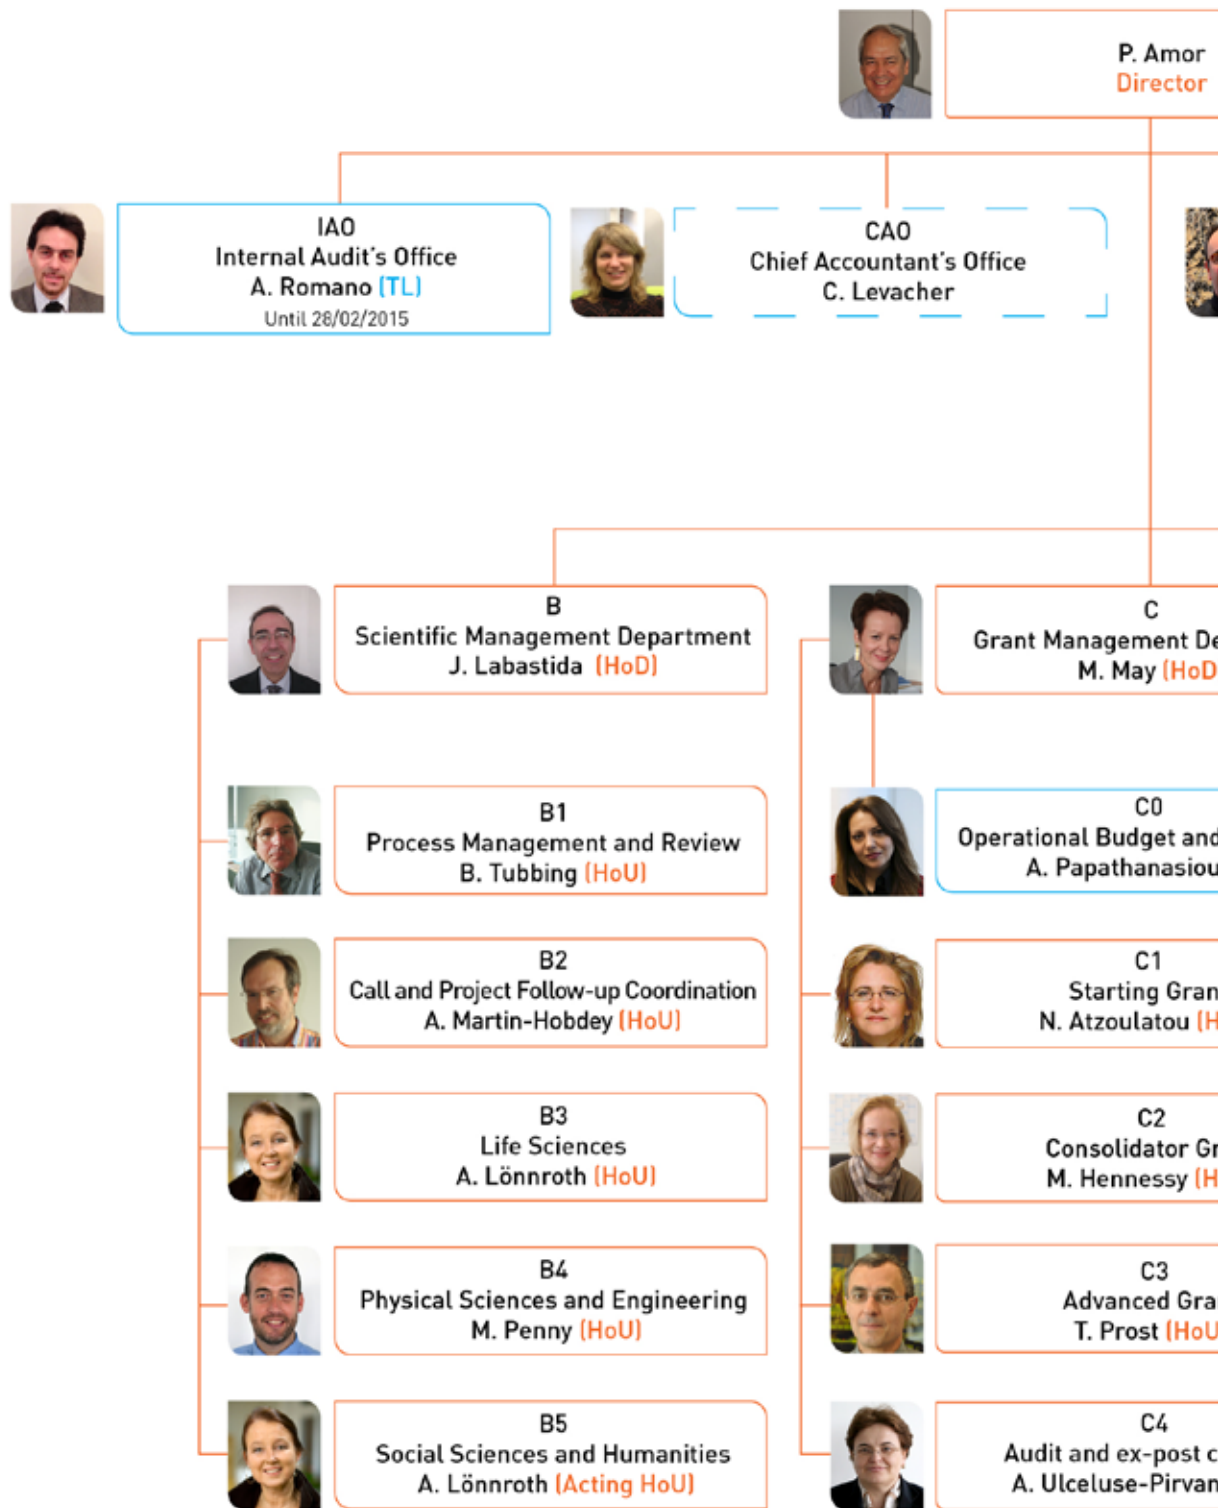 P. Amor
Director
IAO
Internal Audit's Office
A. Romano (TL)
Until 28/02/2015
CAO
Chief Accountant's Office
C. Levacher
B
Scientific Management Department
J. Labastida (HoD)
C
Grant Management De
M. May (HoD
B1
Process Management and Review
B. Tubbing (HoU)
C0
Operational Budget and
A. Papathanasiou
B2
Call and Project Follow-up Coordination
A. Martin-Hobdey (HoU)
C1
Starting Gran
N. Atzoulatou (H
B3
Life Sciences
A. Lönnroth (HoU)
C2
Consolidator Gr
M. Hennessy (H
B4
Physical Sciences and Engineering
M. Penny (HoU)
C3
Advanced Gra
T. Prost (HoU
B5
Social Sciences and Humanities
A. Lönnroth (Acting HoU)
C4
Audit and ex-post c
A. Ulceluse-Pirvan